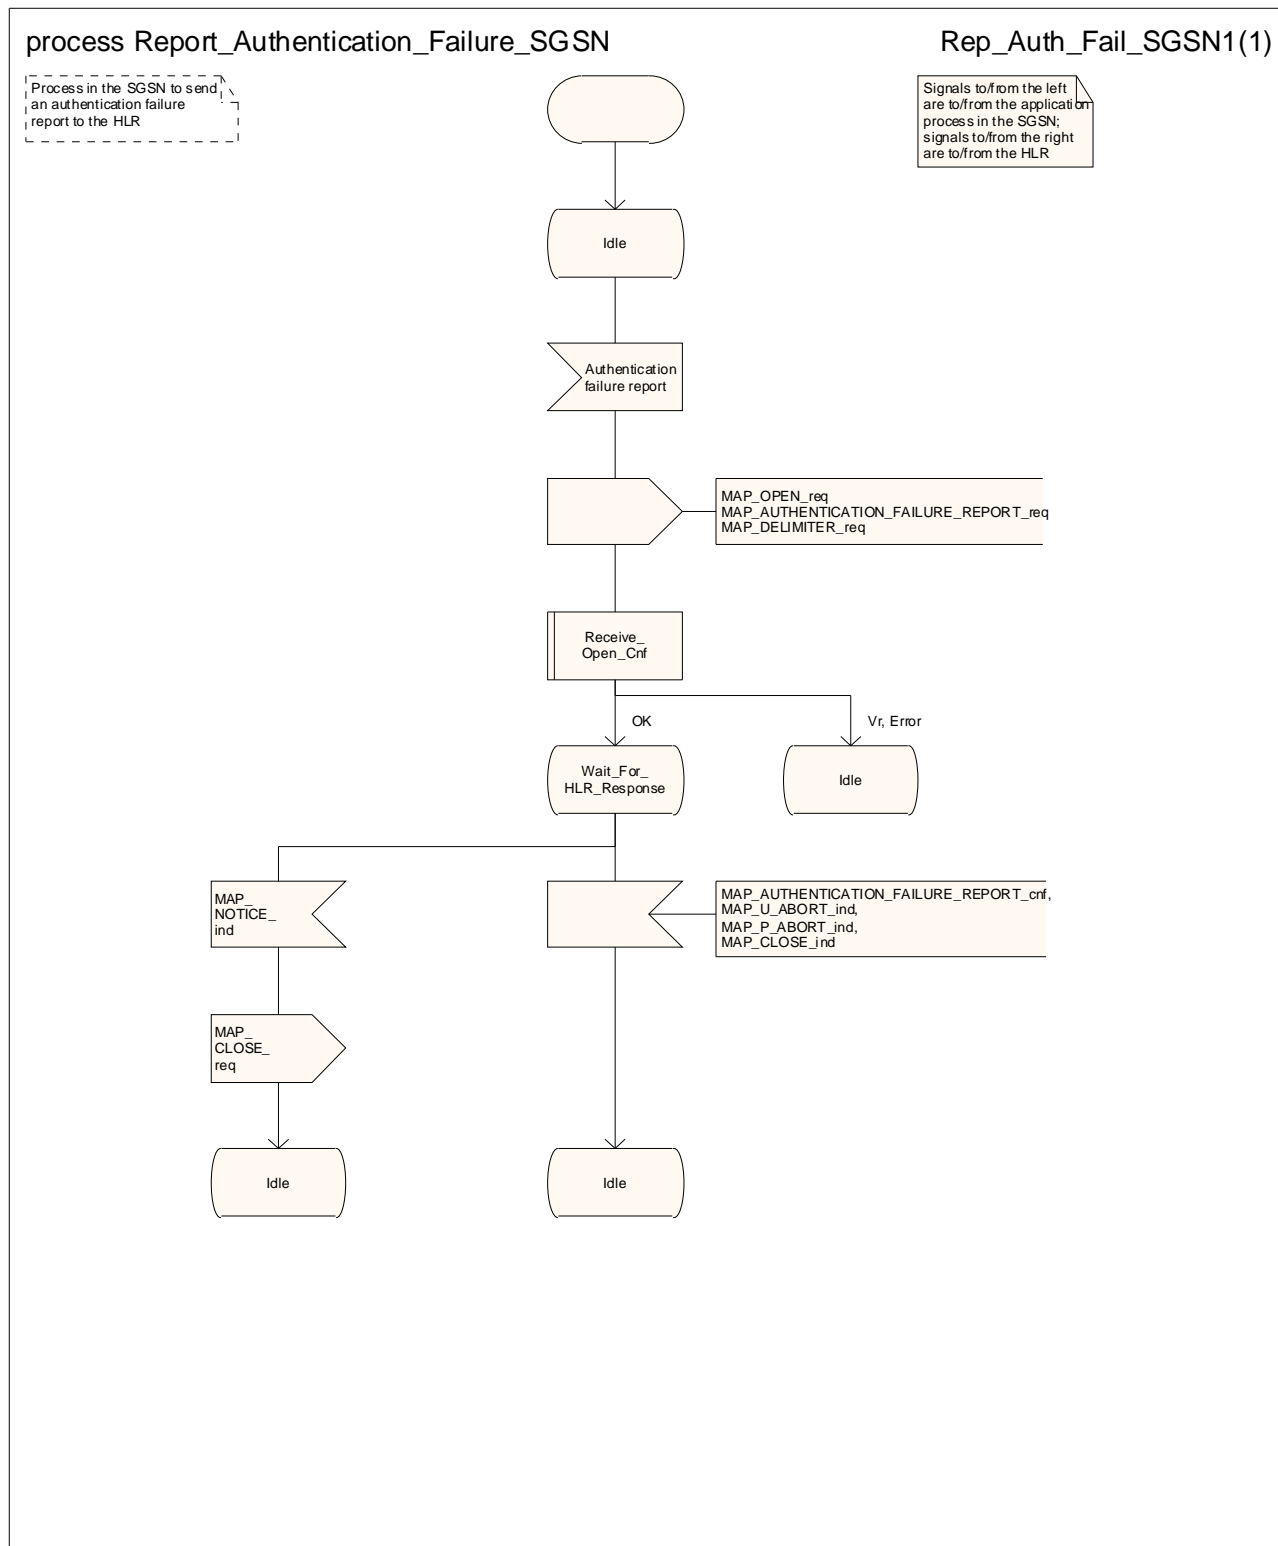 process Report_Authentication_Failure_SGSN
Rep_Auth_Fail_SGSN1(1)
Process in the SGSN to send
an authentication failure
report to the HLR
Signals to/from the left
are to/from the application
process in the SGSN;
signals to/from the right
are to/from the HLR
Idle
Authentication
failure report
MAP_OPEN_req
MAP_AUTHENTICATION_FAILURE_REPORT_req
MAP_DELIMITER_req
Receive_
Open_Cnf
OK
Vr, Error
Wait_For_
HLR_Response
Idle
MAP_
NOTICE_
ind
MAP_AUTHENTICATION_FAILURE_REPORT_cnf,
MAP_U_ABORT_ind,
MAP_P_ABORT_ind,
MAP_CLOSE_ind
MAP_
CLOSE_
req
Idle
Idle